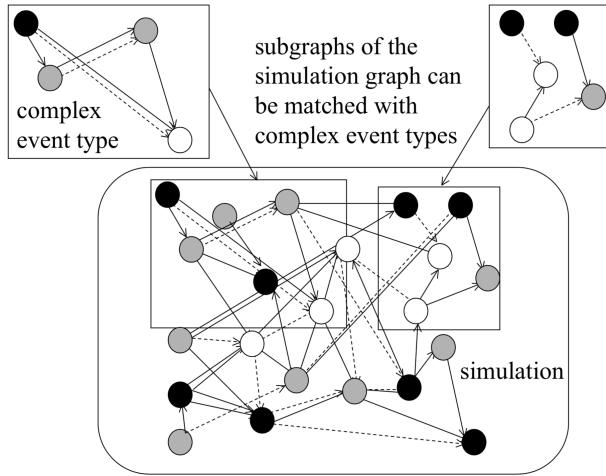 subgraphs of the
simulation graph can
be matched with
complex event types
complex
event type
simulation